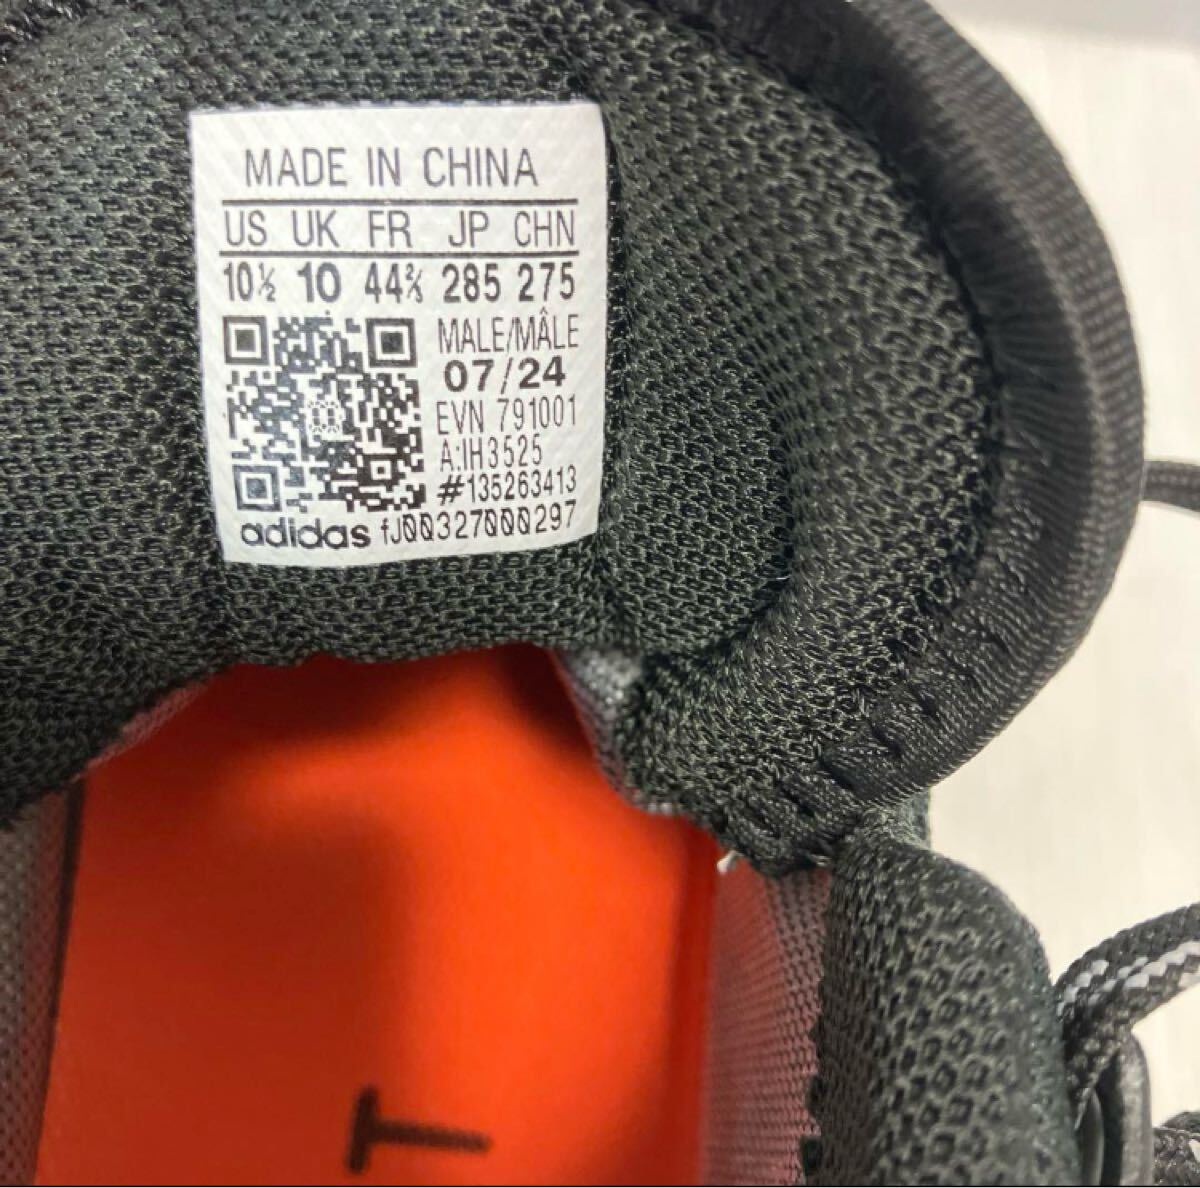 MADE IN CHINA
US UK FR JP CHN
10½ 10 44⅔ 285 275
MALE/MÂLE
07/24
EVN 791001
A:IH3525
#135263413
adidas fJ00327000297
T